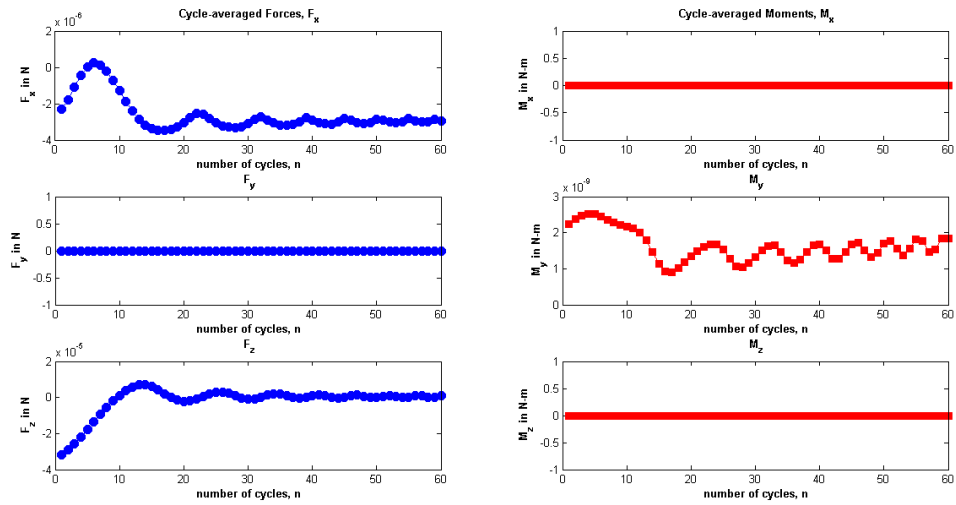 Cycle-averaged Forces, Fₓ
x 10⁻⁶
2
0
-2
-4
Fₓ in N
0 10 20 30 40 50 60
number of cycles, n
F_y
1
0.5
0
-0.5
-1
F_y in N
0 10 20 30 40 50 60
number of cycles, n
F_z
x 10⁻⁵
2
0
-2
-4
F_z in N
0 10 20 30 40 50 60
number of cycles, n
Cycle-averaged Moments, Mₓ
1
0.5
0
-0.5
-1
Mₓ in N-m
0 10 20 30 40 50 60
number of cycles, n
M_y
x 10⁻⁹
3
2
1
0
M_y in N-m
0 10 20 30 40 50 60
number of cycles, n
M_z
1
0.5
0
-0.5
-1
M_z in N-m
0 10 20 30 40 50 60
number of cycles, n